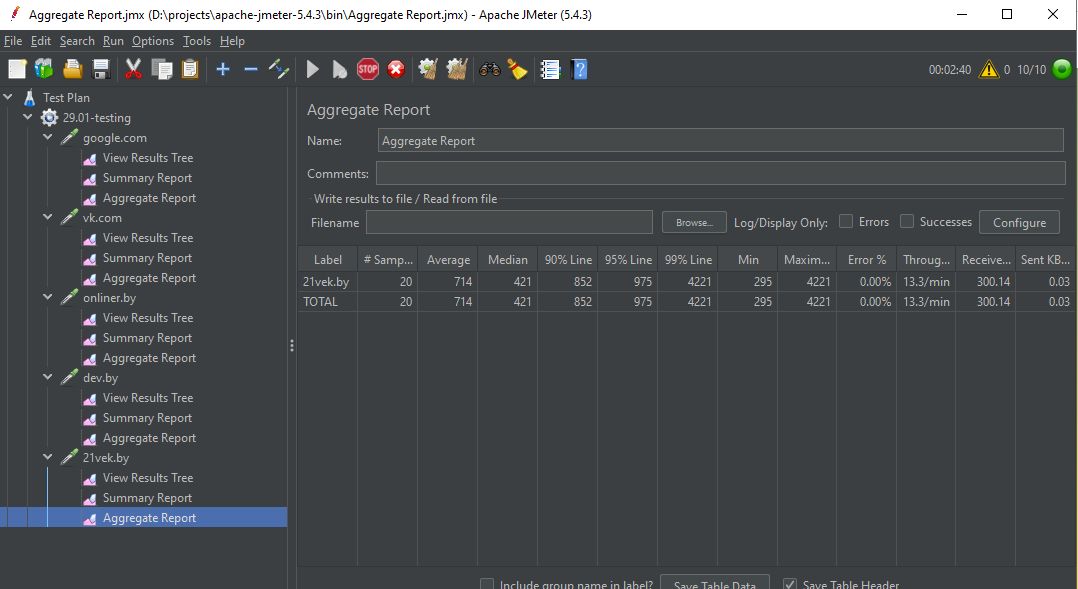 Aggregate Report.jmx (D:\projects\apache-jmeter-5.4.3\bin\Aggregate Report.jmx) - Apache JMeter (5.4.3)
File Edit Search Run Options Tools Help
STOP 00:02:40 0 10/10
Test Plan
29.01-testing
google.com
View Results Tree
Summary Report
Aggregate Report
vk.com
View Results Tree
Summary Report
Aggregate Report
onliner.by
View Results Tree
Summary Report
Aggregate Report
dev.by
View Results Tree
Summary Report
Aggregate Report
21vek.by
View Results Tree
Summary Report
Aggregate Report
Aggregate Report
Name: Aggregate Report
Comments:
Write results to file / Read from file
Filename Browse... Log/Display Only: Errors Successes Configure
Label # Samp... Average Median 90% Line 95% Line 99% Line Min Maxim... Error % Throug... Receive... Sent KB...
21vek.by 20 714 421 852 975 4221 295 4221 0.00% 13.3/min 300.14 0.03
TOTAL 20 714 421 852 975 4221 295 4221 0.00% 13.3/min 300.14 0.03
Include group name in label? Save Table Data Save Table Header